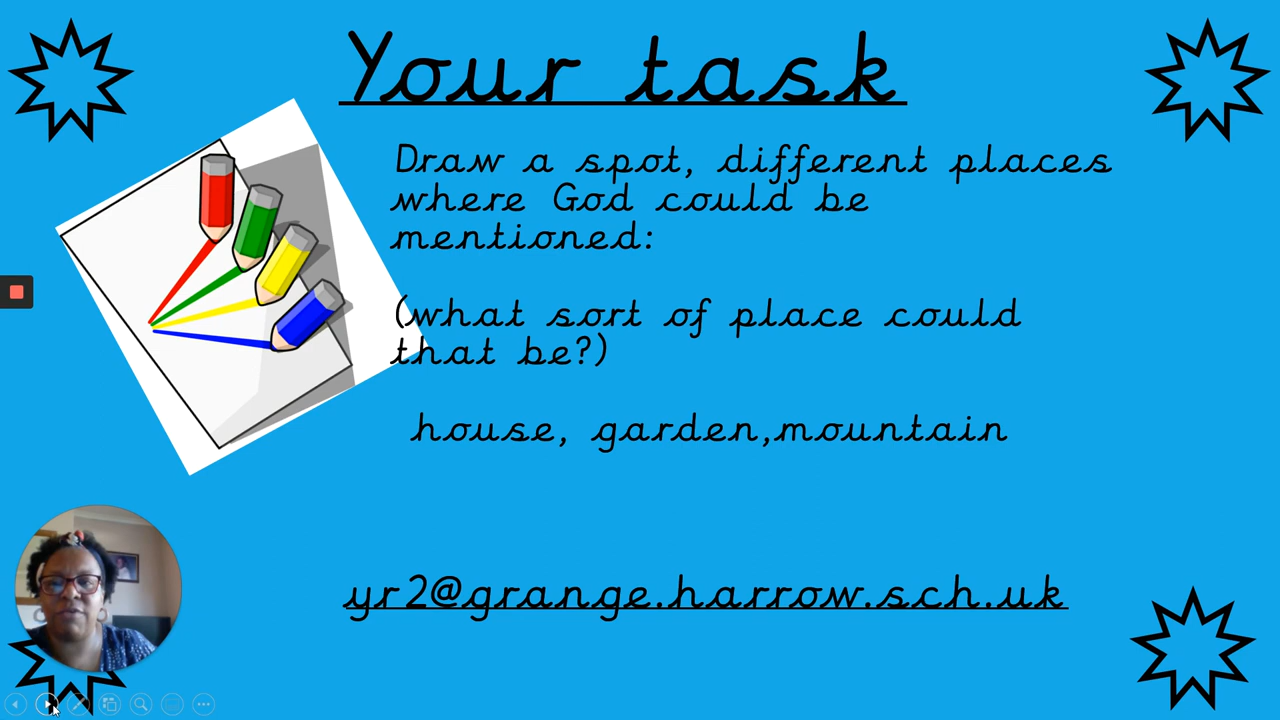 Your task
Draw a spot, different places
where God could be
mentioned:
(what sort of place could
that be?)
house, garden,mountain
yr2@grange.harrow.sch.uk